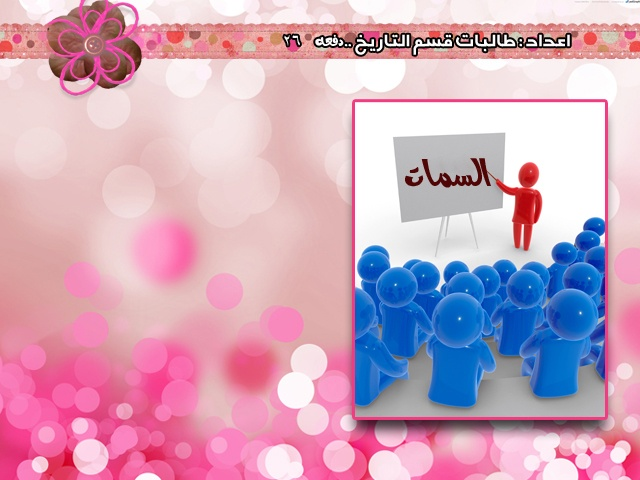 اعداد : طالبات قسم التاريخ .. دفعه ٢٦
السمات